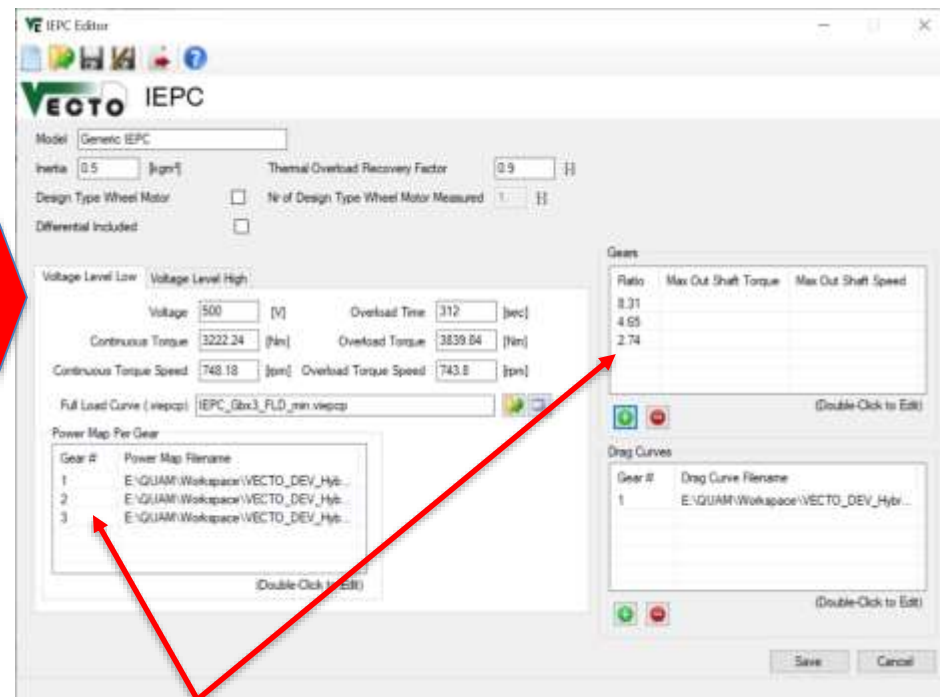 VE IEPC Editor
VECTO IEPC
Model Generic IEPC
Inertia 0.5 [kgm²] Thermal Overload Recovery Factor 0.9 [-]
Design Type Wheel Motor Nr of Design Type Wheel Motor Measured 1 [-]
Differential Included
Voltage Level Low Voltage Level High
Voltage 500 [V] Overload Time 312 [sec]
Continuous Torque 3222.24 [Nm] Overload Torque 3839.84 [Nm]
Continuous Torque Speed 748.18 [rpm] Overload Torque Speed 743.8 [rpm]
Full Load Curve (.viepcp) IEPC_Gbx3_FLD_min.viepcp
Power Map Per Gear
Gear # Power Map Filename
1 E:\QUAM\Workspace\VECTO_DEV_Hyb...
2 E:\QUAM\Workspace\VECTO_DEV_Hyb...
3 E:\QUAM\Workspace\VECTO_DEV_Hyb...
(Double-Click to Edit)
Gears
Ratio Max Out Shaft Torque Max Out Shaft Speed
8.31
4.65
2.74
(Double-Click to Edit)
Drag Curves
Gear # Drag Curve Filename
1 E:\QUAM\Workspace\VECTO_DEV_Hybr...
(Double-Click to Edit)
Save Cancel